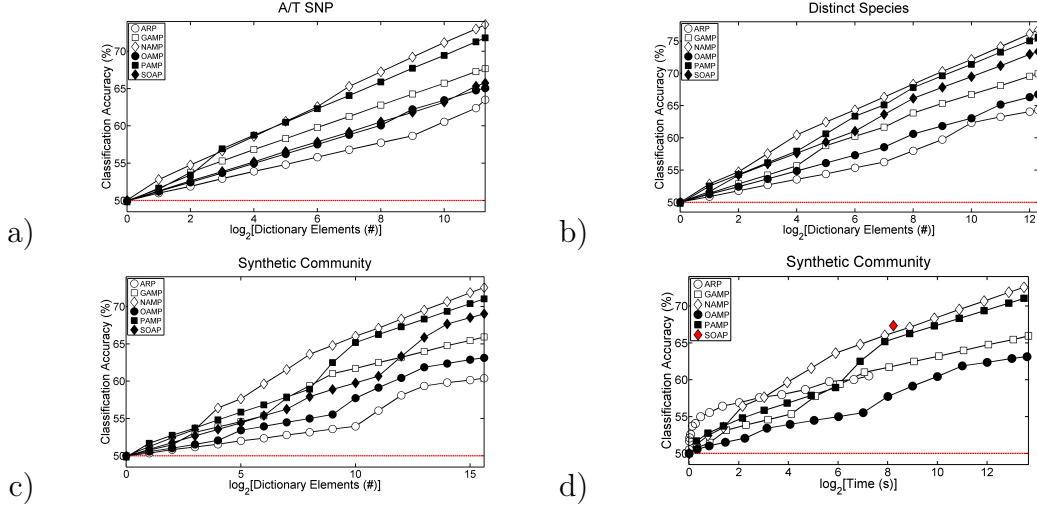 A/T SNP
Classification Accuracy (%)
50
55
60
65
70
ARP
GAMP
NAMP
OAMP
PAMP
SOAP
0
2
4
6
8
10
log2[Dictionary Elements (#)]
a)
Distinct Species
Classification Accuracy (%)
50
55
60
65
70
75
ARP
GAMP
NAMP
OAMP
PAMP
SOAP
0
2
4
6
8
10
12
log2[Dictionary Elements (#)]
b)
Synthetic Community
Classification Accuracy (%)
50
55
60
65
70
ARP
GAMP
NAMP
OAMP
PAMP
SOAP
0
5
10
15
log2[Dictionary Elements (#)]
c)
Synthetic Community
Classification Accuracy (%)
50
55
60
65
70
ARP
GAMP
NAMP
OAMP
PAMP
SOAP
0
2
4
6
8
10
12
log2[Time (s)]
d)